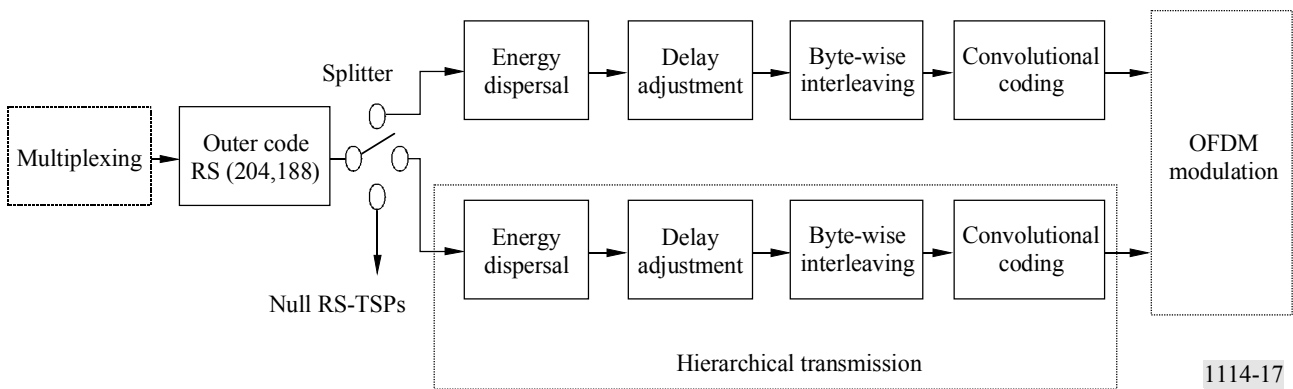 Energy
dispersal
Delay
adjustment
Byte-wise
interleaving
Convolutional
coding
Splitter
Multiplexing
Outer code
RS (204,188)
OFDM
modulation
Energy
dispersal
Delay
adjustment
Byte-wise
interleaving
Convolutional
coding
Null RS-TSPs
Hierarchical transmission
1114-17